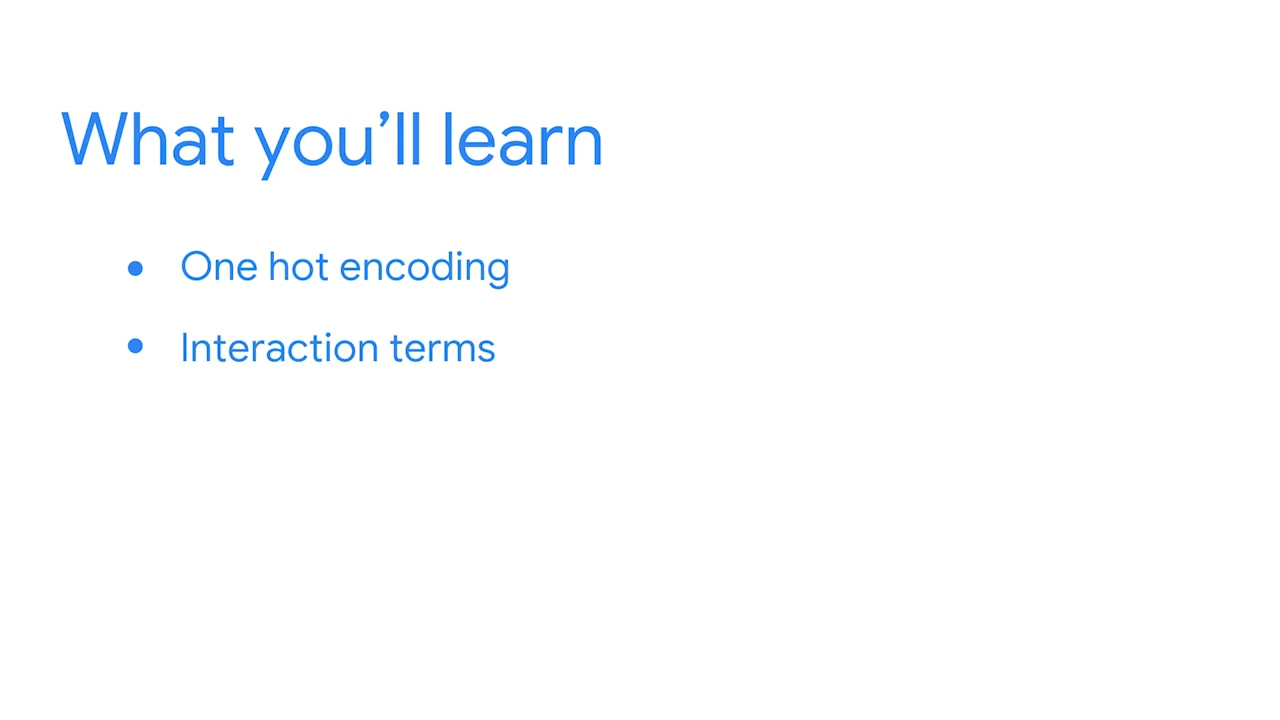 What you’ll learn
● One hot encoding
● Interaction terms